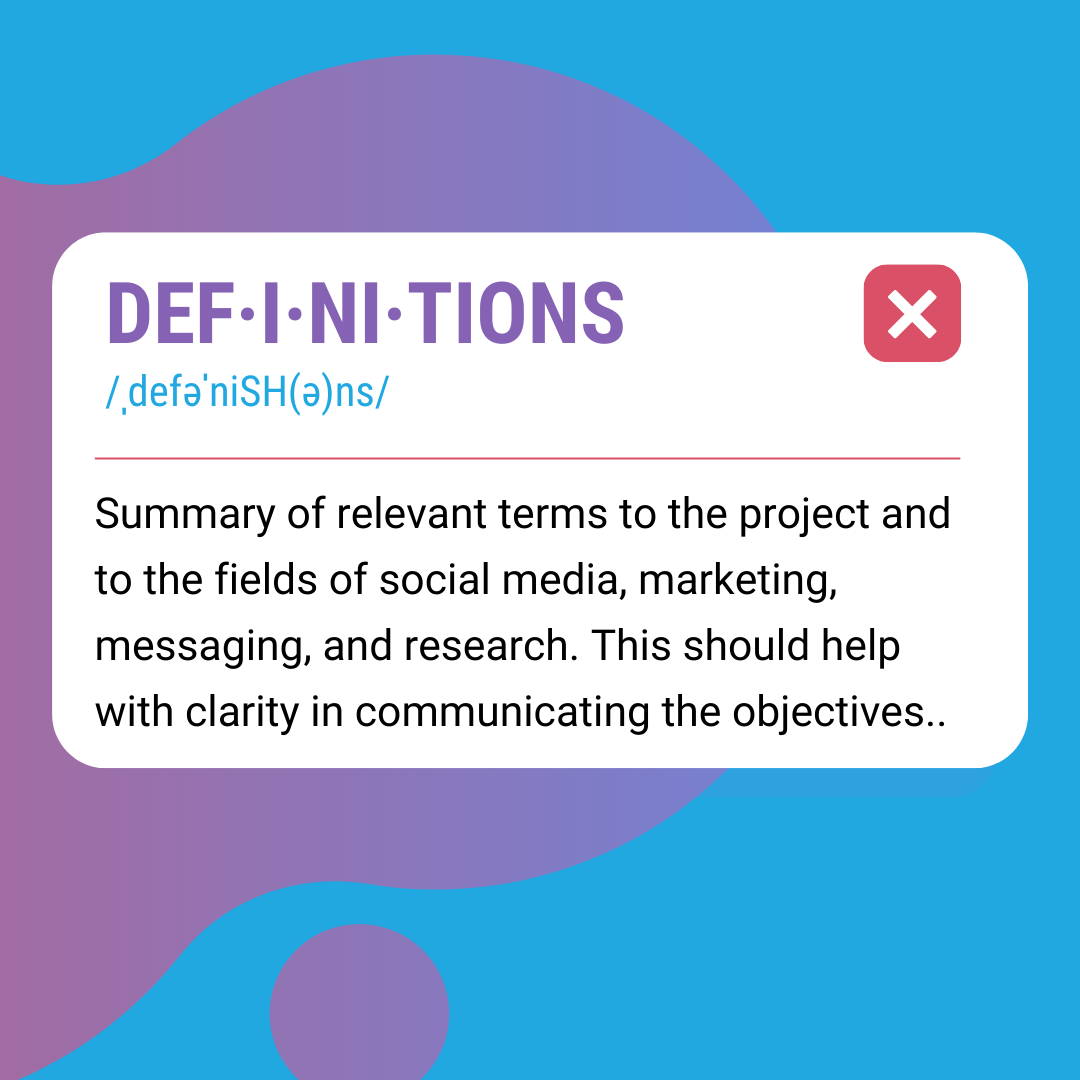 DEF·I·NI·TIONS
/ˌdefəˈniSH(ə)ns/
Summary of relevant terms to the project and
to the fields of social media, marketing,
messaging, and research. This should help
with clarity in communicating the objectives..